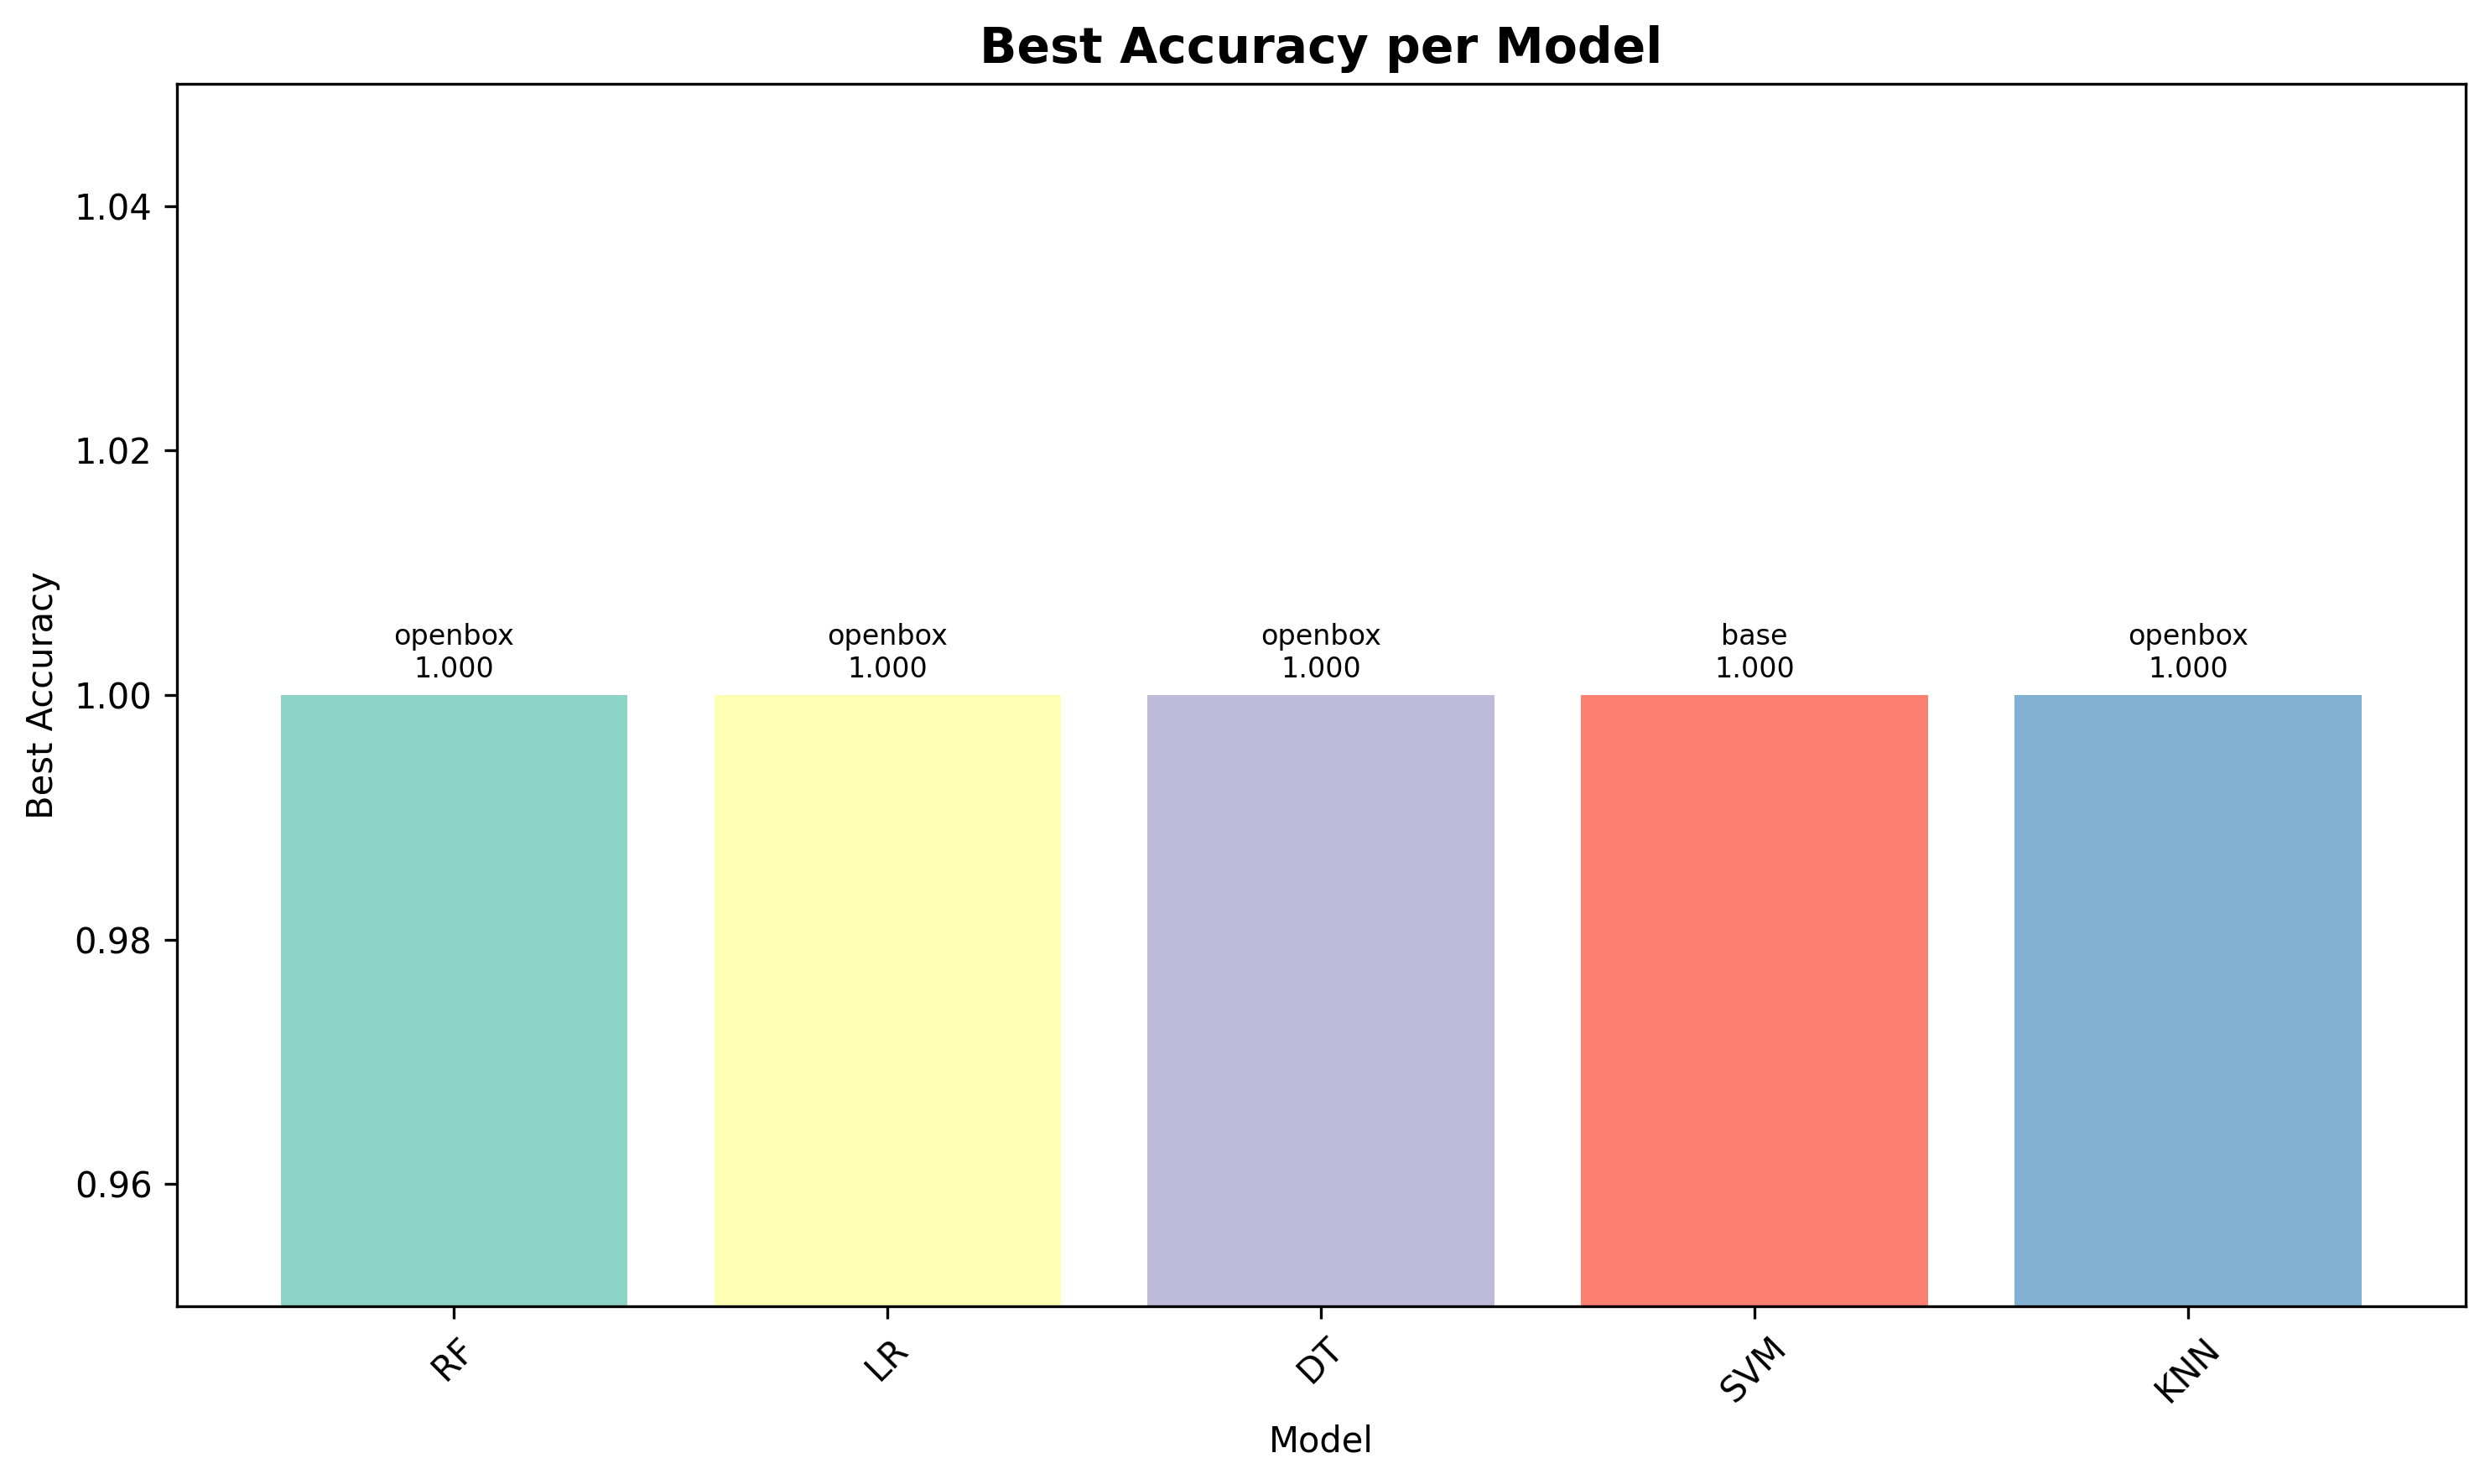 Best Accuracy per Model
Best Accuracy
1.04
1.02
1.00
0.98
0.96
openbox
1.000
openbox
1.000
openbox
1.000
base
1.000
openbox
1.000
RF
LR
DT
SVM
KNN
Model